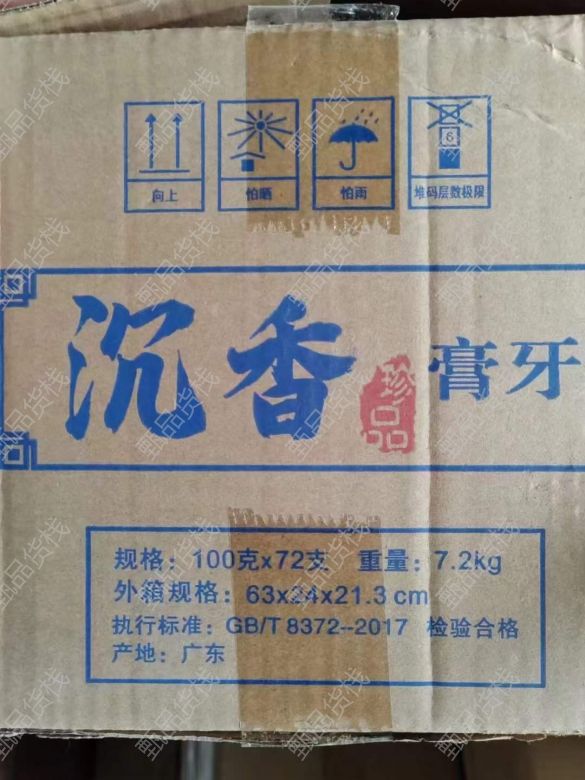 向上 怕晒 6 怕雨 堆码层数极限
沉香 珍品 膏牙
规格：100克x72支 重量：7.2kg
外箱规格：63x24x21.3cm
执行标准：GB/T 8372--2017 检验合格
产地：广东
甄品货栈